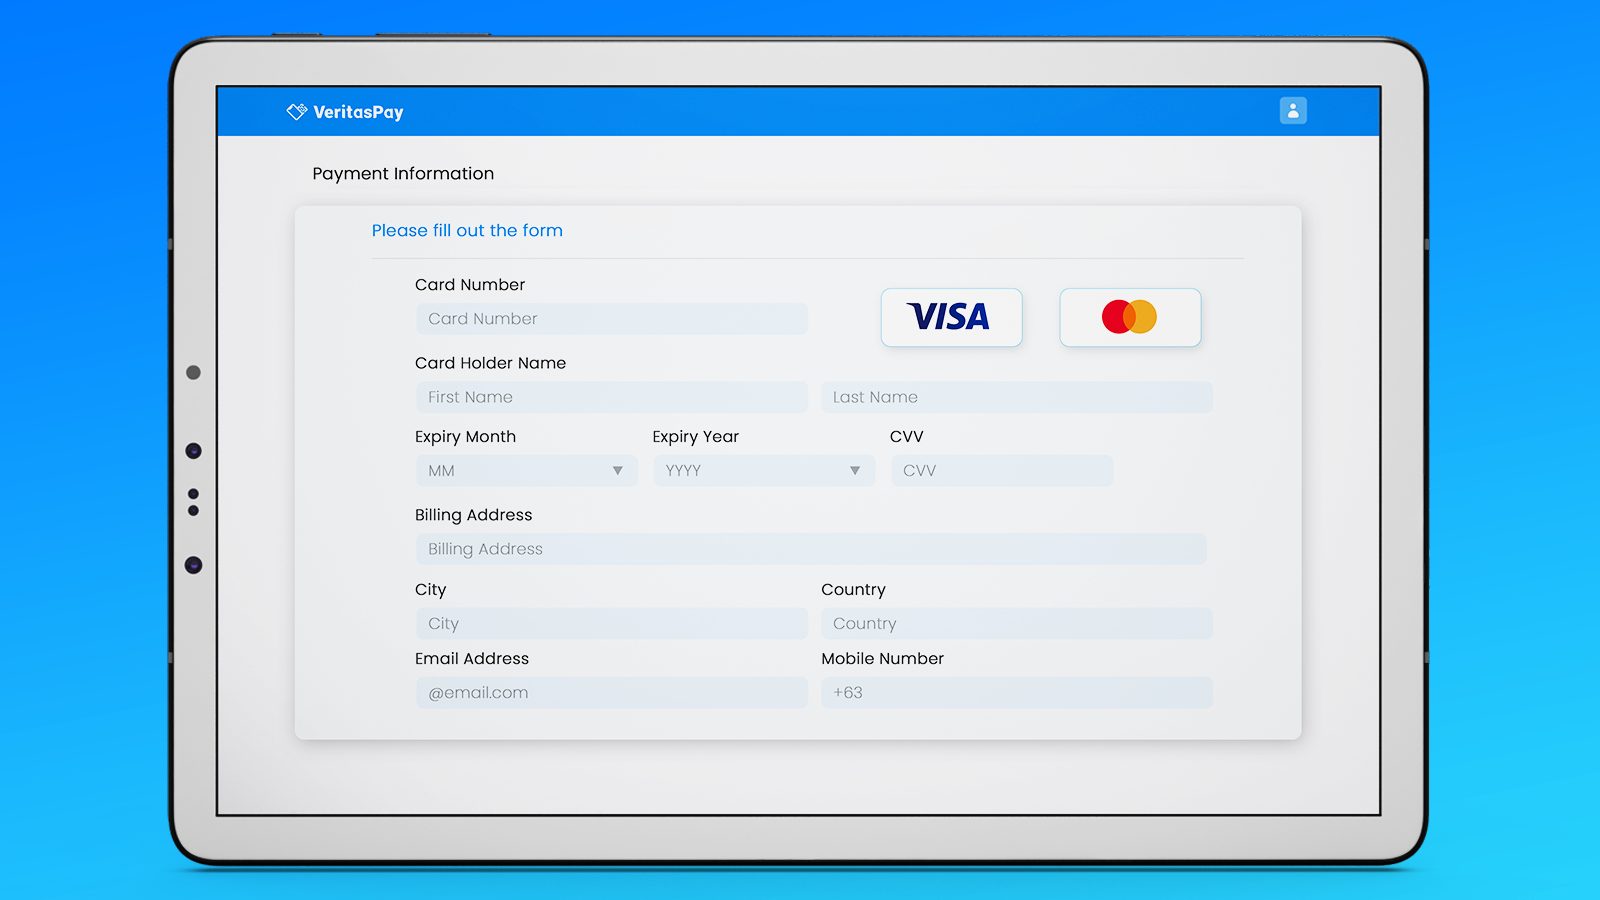 VeritasPay
Payment Information
Please fill out the form
Card Number
Card Number
VISA
Card Holder Name
First Name
Last Name
Expiry Month
Expiry Year
CVV
MM
YYYY
CVV
Billing Address
Billing Address
City
Country
City
Country
Email Address
Mobile Number
@email.com
+63